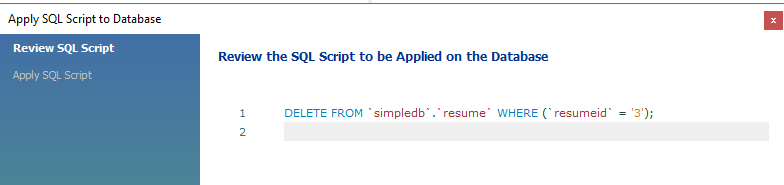 Apply SQL Script to Database
x
Review SQL Script
Apply SQL Script
Review the SQL Script to be Applied on the Database
1 DELETE FROM `simpledb`.`resume` WHERE (`resumeid` = '3');
2